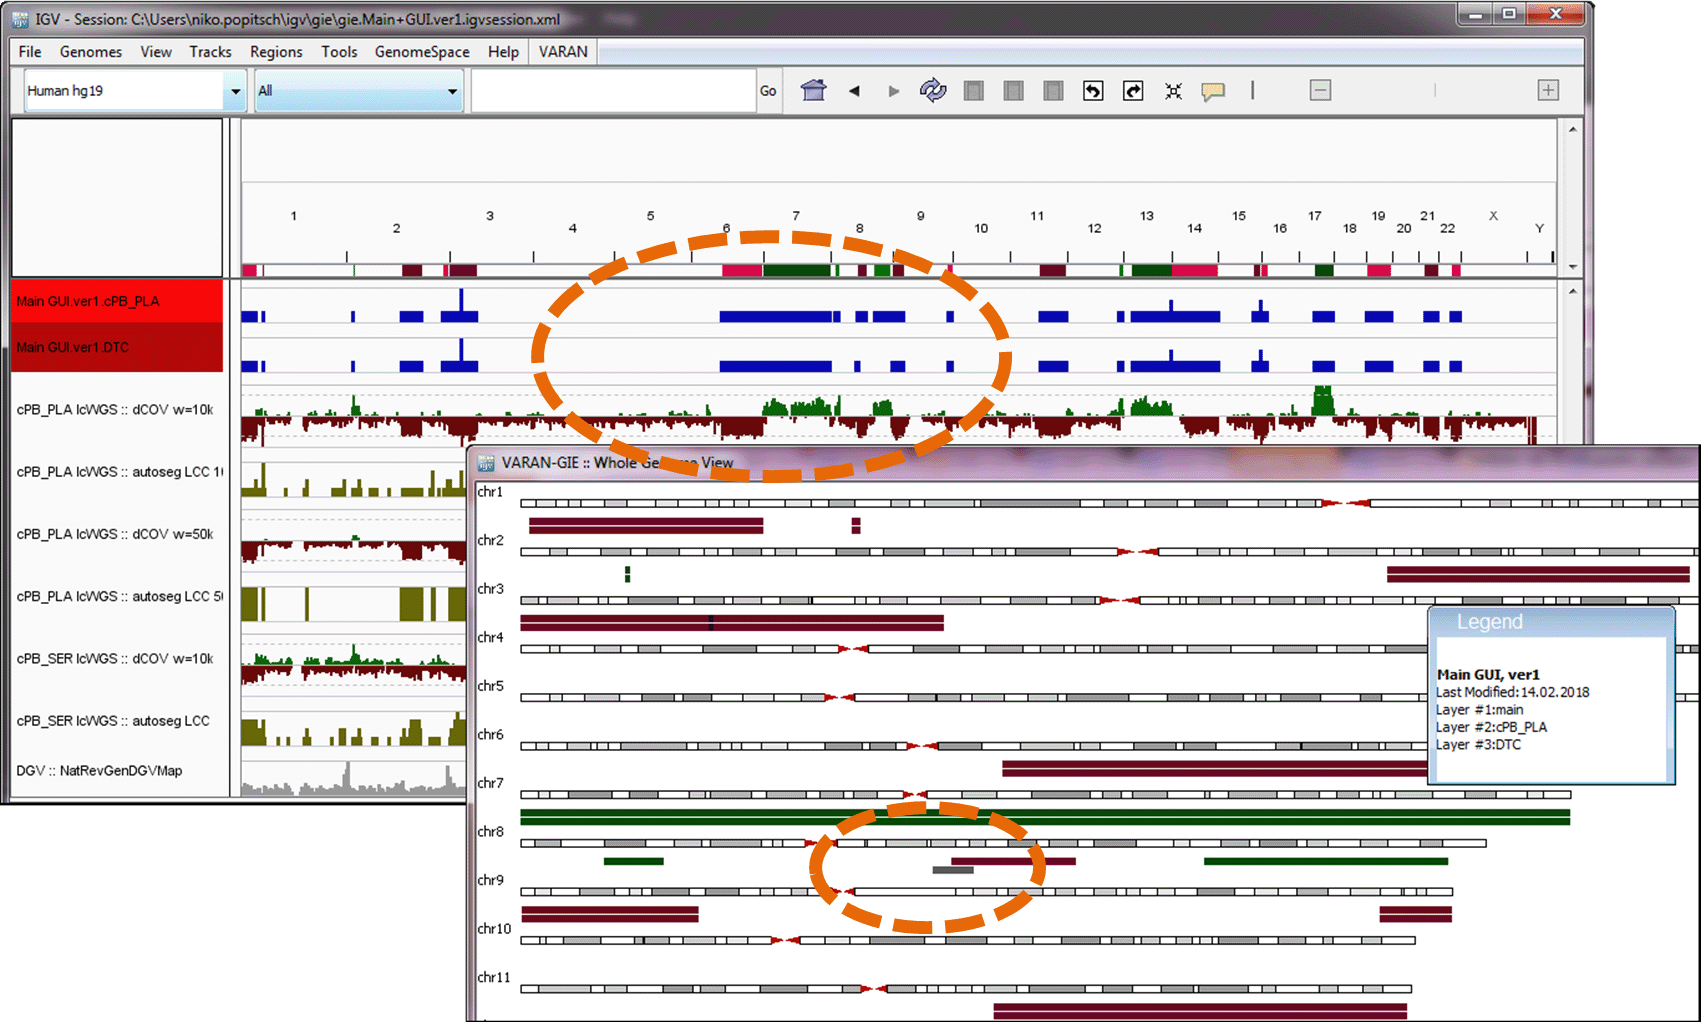 IGV - Session: C:\Users\niko.popitsch\igv\gie\gie.Main+GUI.ver1.igvsession.xml
File Genomes View Tracks Regions Tools GenomeSpace Help VARAN
Human hg19 All Go
1 3 5 7 9 11 13 15 17 19 21 X
2 4 6 8 10 12 14 16 18 20 22 Y
Main GUI.ver1.cPB_PLA
Main GUI.ver1.DTC
cPB_PLA lcWGS :: dCOV w=10k
cPB_PLA lcWGS :: autoseg LCC 1
cPB_PLA lcWGS :: dCOV w=50k
cPB_PLA lcWGS :: autoseg LCC 5
cPB_SER lcWGS :: dCOV w=10k
cPB_SER lcWGS :: autoseg LCC
DGV :: NatRevGenDGVMap
VARAN-GIE :: Whole Genome View
chr1
chr2
chr3
chr4
chr5
chr6
chr7
chr8
chr9
chr10
chr11
Legend
Main GUI, ver1
Last Modified:14.02.2018
Layer #1:main
Layer #2:cPB_PLA
Layer #3:DTC